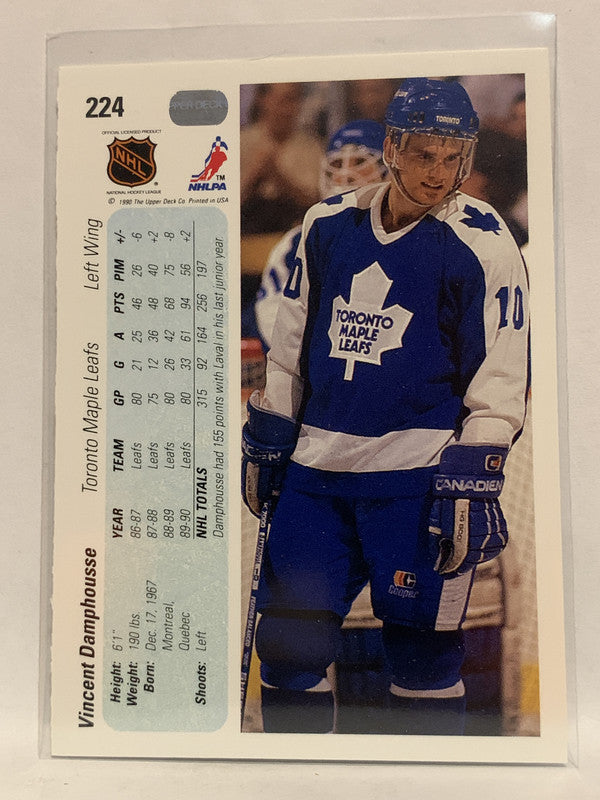 224
UPPER DECK
OFFICIAL LICENSED PRODUCT
NHL
®
NATIONAL HOCKEY LEAGUE
TM
NHLPA
© 1990 The Upper Deck Co. Printed in USA
Vincent Damphousse Toronto Maple Leafs Left Wing
Height: 6'1"
Weight: 190 lbs.
Born: Dec. 17, 1967
Montreal,
Quebec
Shoots: Left
YEAR TEAM GP G A PTS PIM +/-
86-87 Leafs 80 21 25 46 26 -6
87-88 Leafs 75 12 36 48 40 +2
88-89 Leafs 80 26 42 68 75 -8
89-90 Leafs 80 33 61 94 56 +2
NHL TOTALS 315 92 164 256 197
Damphousse had 155 points with Laval in his last junior year.
TORONTO
10
10
TORONTO
MAPLE
LEAFS
C
CANADIEN
C
Cooper